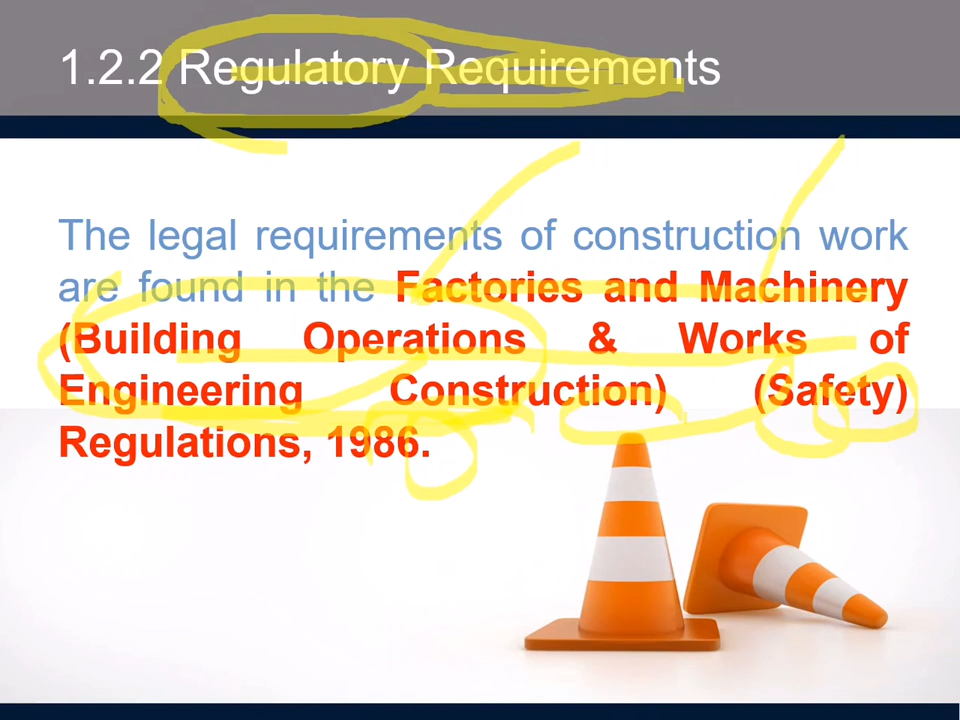 1.2.2 Regulatory Requirements
The legal requirements of construction work
are found in the Factories and Machinery
(Building Operations & Works of
Engineering Construction) (Safety)
Regulations, 1986.